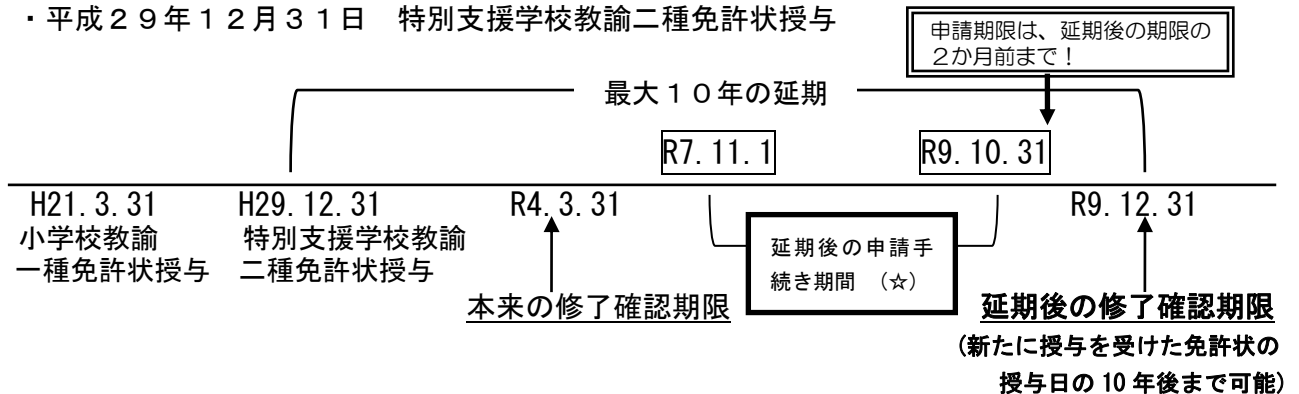 ・平成２９年１２月３１日　特別支援学校教諭二種免許状授与
申請期限は、延期後の期限の
２か月前まで！
最大１０年の延期
R7.11.1
R9.10.31
H21.3.31
小学校教諭
一種免許状授与
H29.12.31
特別支援学校教諭
二種免許状授与
R4.3.31
本来の修了確認期限
延期後の申請手
続き期間　（☆）
R9.12.31
延期後の修了確認期限
（新たに授与を受けた免許状の
授与日の 10 年後まで可能）